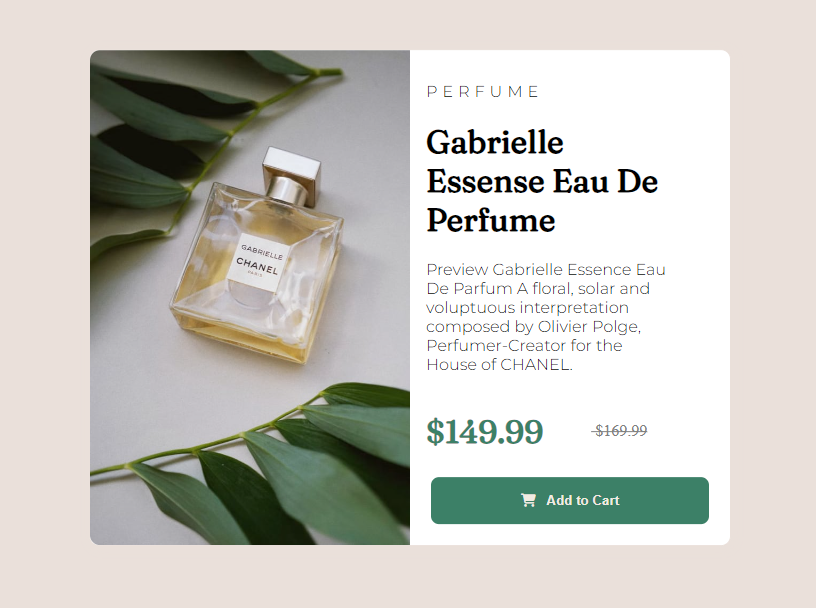 PERFUME
Gabrielle
Essense Eau De
Perfume
Preview Gabrielle Essence Eau
De Parfum A floral, solar and
voluptuous interpretation
composed by Olivier Polge,
Perfumer-Creator for the
House of CHANEL.
$149.99 -$169.99
Add to Cart
GABRIELLE
CHANEL
PARIS